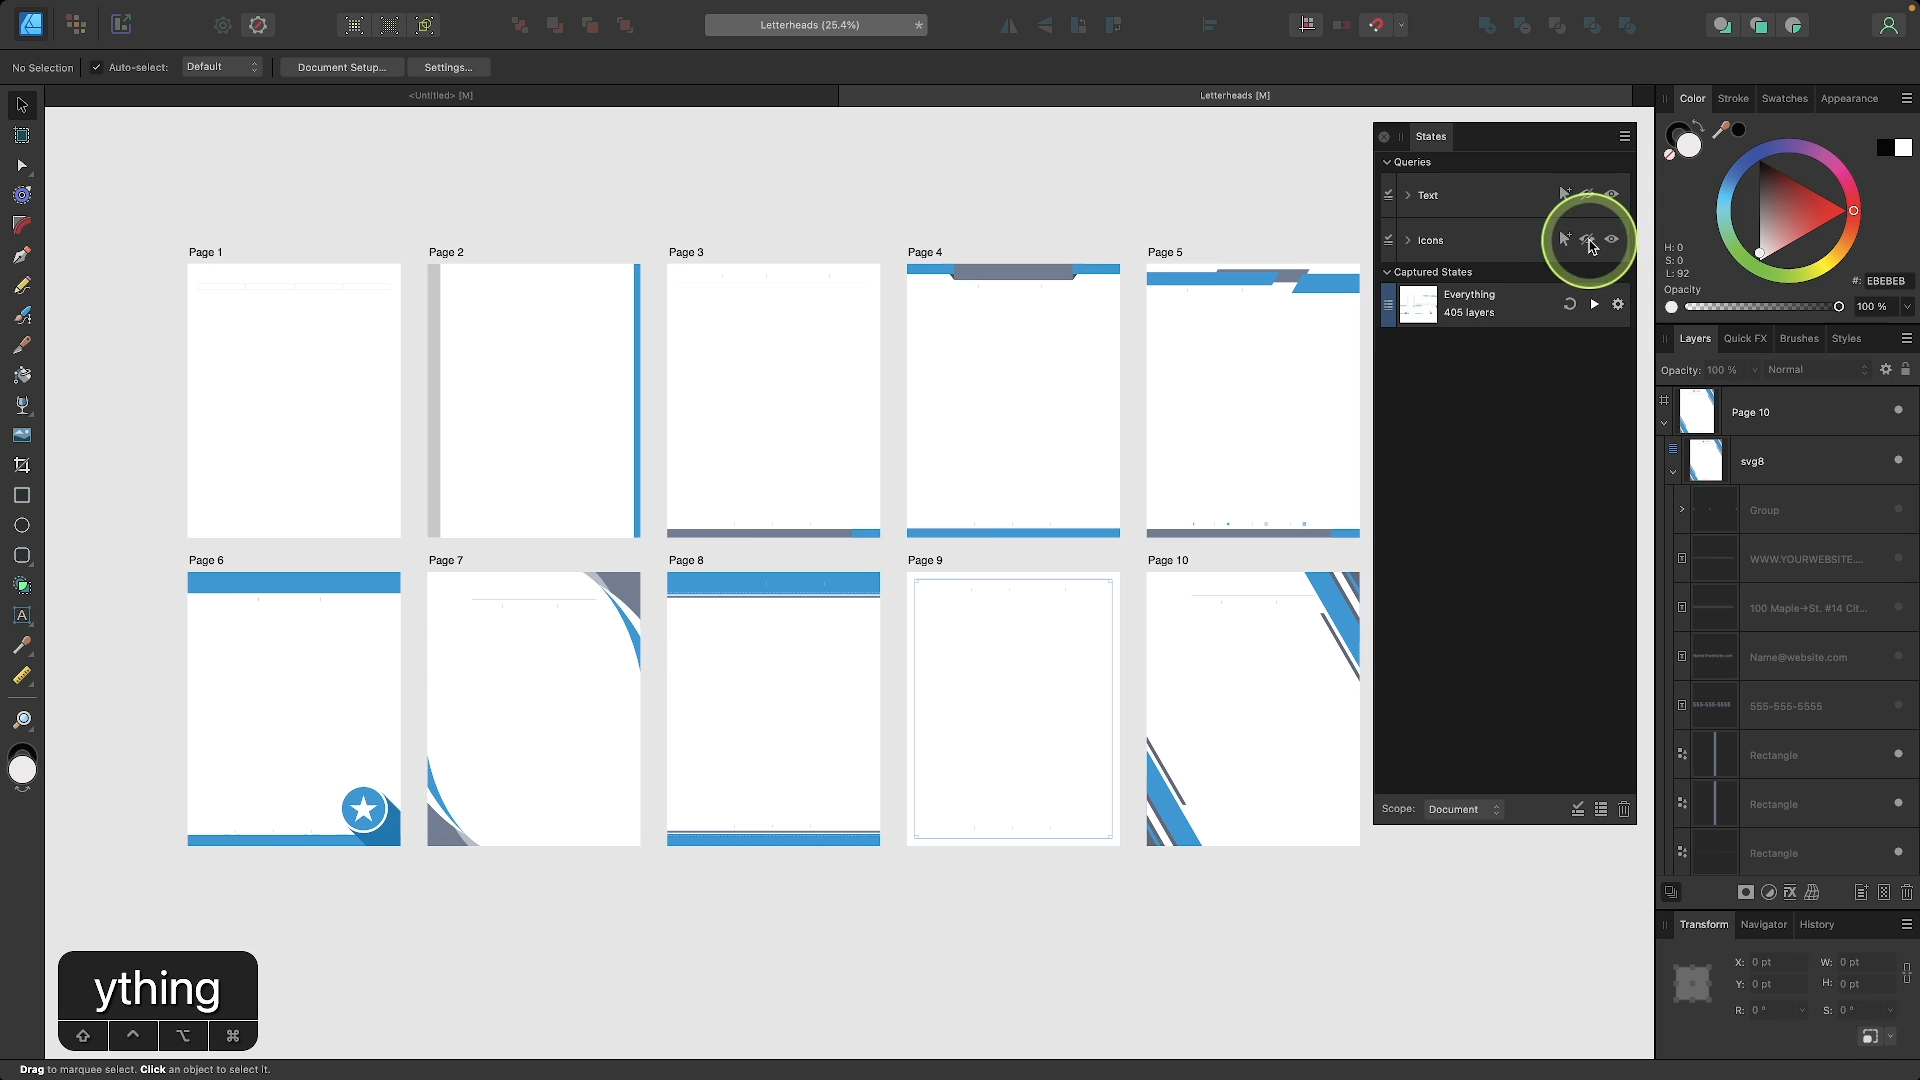 Letterheads (25.4%)
*
No Selection
Auto-select:
Default
Document Setup...
Settings...
<Untitled> [M]
Letterheads [M]
Page 1
Page 2
Page 3
Page 4
Page 5
Page 6
Page 7
Page 8
Page 9
Page 10
States
Queries
Text
Icons
Captured States
Everything
405 layers
Scope:
Document
Color
Stroke
Swatches
Appearance
H: 0
S: 0
L: 92
#:
EBEBEB
Opacity
100 %
Layers
Quick FX
Brushes
Styles
Opacity:
100 %
Normal
Page 10
svg8
Group
WWW.YOURWEBSITE....
100 Maple→St. #14 Cit...
Name@website.com
555-555-5555
Rectangle
Rectangle
Rectangle
Transform
Navigator
History
X: 0 pt
W: 0 pt
Y: 0 pt
H: 0 pt
R: 0 °
S: 0 °
ything
Drag to marquee select. Click an object to select it.